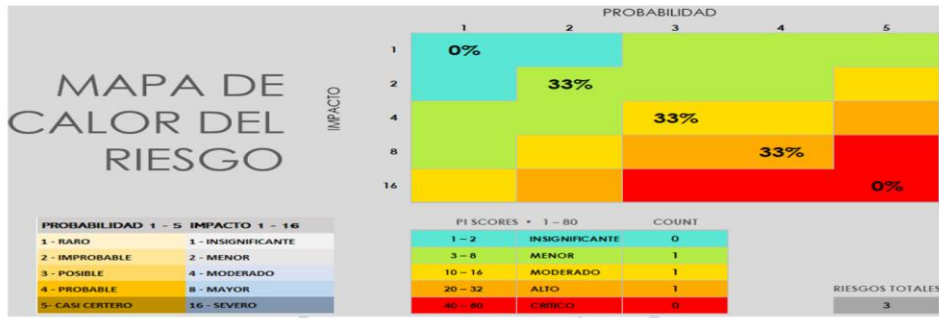 PROBABILIDAD
1 2 3 4 5
MAPA DE
CALOR DEL
RIESGO
IMPACTO
1 0%
2 33%
4 33%
8 33%
16 0%
PROBABILIDAD 1 - 5 IMPACTO 1 - 16
1 - RARO 1 - INSIGNIFICANTE
2 - IMPROBABLE 2 - MENOR
3 - POSIBLE 4 - MODERADO
4 - PROBABLE 8 - MAYOR
5- CASI CERTERO 16 - SEVERO
PI SCORES • 1 – 80 COUNT
1 – 2 INSIGNIFICANTE 0
3 – 8 MENOR 1
10 – 16 MODERADO 1
20 – 32 ALTO 1
40 – 80 CRÍTICO 0
RIESGOS TOTALES
3